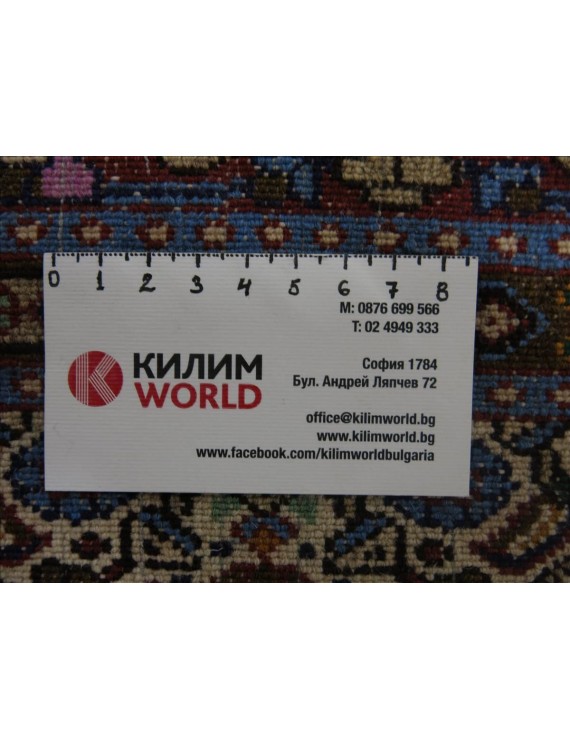 0 1 2 3 4 5 6 7 8
М: 0876 699 566
Т: 02 4949 333
КИЛИМ
WORLD
София 1784
Бул. Андрей Ляпчев 72
office@kilimworld.bg
www.kilimworld.bg
www.facebook.com/kilimworldbulgaria